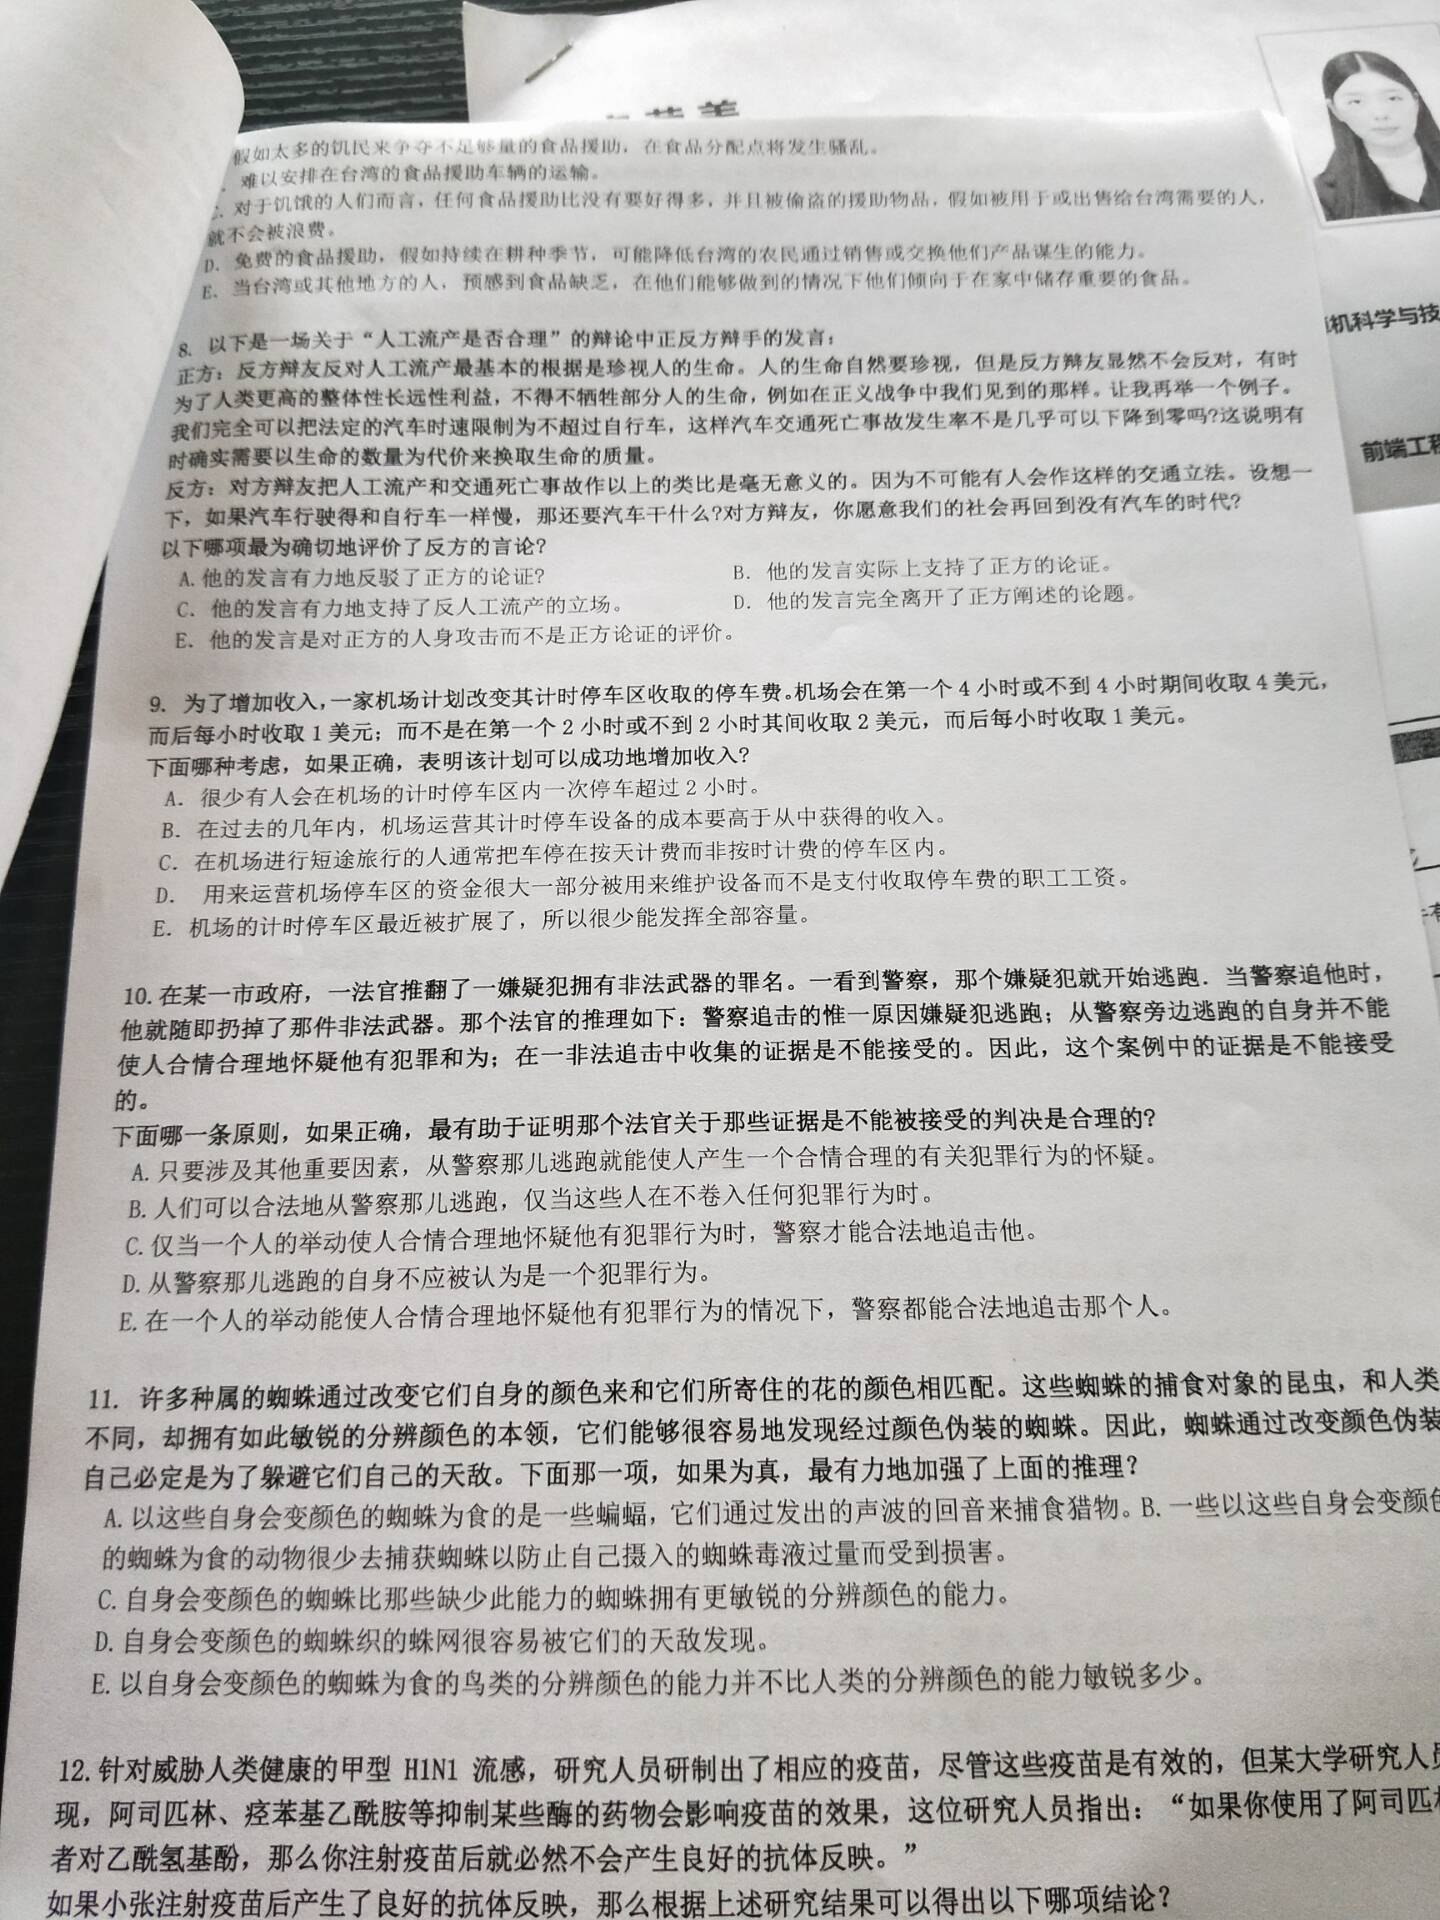 假如太多的饥民来争夺不足够量的食品援助，在食品分配点将发生骚乱。
难以安排在台湾的食品援助车辆的运输。
C. 对于饥饿的人们而言，任何食品援助比没有要好得多，并且被偷盗的援助物品，假如被用于或出售给台湾需要的人，
就不会被浪费。
D. 免费的食品援助，假如持续在耕种季节，可能降低台湾的农民通过销售或交换他们产品谋生的能力。
E. 当台湾或其他地方的人，预感到食品缺乏，在他们能够做到的情况下他们倾向于在家中储存重要的食品。
8. 以下是一场关于“人工流产是否合理”的辩论中正反方辩手的发言：
正方：反方辩友反对人工流产最基本的根据是珍视人的生命。人的生命自然要珍视，但是反方辩友显然不会反对，有时
为了人类更高的整体性长远性利益，不得不牺牲部分人的生命，例如在正义战争中我们见到的那样。让我再举一个例子。
我们完全可以把法定的汽车时速限制为不超过自行车，这样汽车交通死亡事故发生率不是几乎可以下降到零吗?这说明有
时确实需要以生命的数量为代价来换取生命的质量。
反方：对方辩友把人工流产和交通死亡事故作以上的类比是毫无意义的。因为不可能有人会作这样的交通立法。设想一
下，如果汽车行驶得和自行车一样慢，那还要汽车干什么?对方辩友，你愿意我们的社会再回到没有汽车的时代?
以下哪项最为确切地评价了反方的言论?
A. 他的发言有力地反驳了正方的论证?
B. 他的发言实际上支持了正方的论证。
C. 他的发言有力地支持了反人工流产的立场。
D. 他的发言完全离开了正方阐述的论题。
E. 他的发言是对正方的人身攻击而不是正方论证的评价。
9. 为了增加收入，一家机场计划改变其计时停车区收取的停车费。机场会在第一个 4 小时或不到 4 小时期间收取 4 美元，
而后每小时收取 1 美元；而不是在第一个 2 小时或不到 2 小时其间收取 2 美元，而后每小时收取 1 美元。
下面哪种考虑，如果正确，表明该计划可以成功地增加收入?
A. 很少有人会在机场的计时停车区内一次停车超过 2 小时。
B. 在过去的几年内，机场运营其计时停车设备的成本要高于从中获得的收入。
C. 在机场进行短途旅行的人通常把车停在按天计费而非按时计费的停车区内。
D. 用来运营机场停车区的资金很大一部分被用来维护设备而不是支付收取停车费的职工工资。
E. 机场的计时停车区最近被扩展了，所以很少能发挥全部容量。
10. 在某一市政府，一法官推翻了一嫌疑犯拥有非法武器的罪名。一看到警察，那个嫌疑犯就开始逃跑．当警察追他时，
他就随即扔掉了那件非法武器。那个法官的推理如下：警察追击的惟一原因嫌疑犯逃跑；从警察旁边逃跑的自身并不能
使人合情合理地怀疑他有犯罪和为；在一非法追击中收集的证据是不能接受的。因此，这个案例中的证据是不能接受
的。
下面哪一条原则，如果正确，最有助于证明那个法官关于那些证据是不能被接受的判决是合理的?
A. 只要涉及其他重要因素，从警察那儿逃跑就能使人产生一个合情合理的有关犯罪行为的怀疑。
B. 人们可以合法地从警察那儿逃跑，仅当这些人在不卷入任何犯罪行为时。
C. 仅当一个人的举动使人合情合理地怀疑他有犯罪行为时，警察才能合法地追击他。
D. 从警察那儿逃跑的自身不应被认为是一个犯罪行为。
E. 在一个人的举动能使人合情合理地怀疑他有犯罪行为的情况下，警察都能合法地追击那个人。
11. 许多种属的蜘蛛通过改变它们自身的颜色来和它们所寄住的花的颜色相匹配。这些蜘蛛的捕食对象的昆虫，和人类
不同，却拥有如此敏锐的分辨颜色的本领，它们能够很容易地发现经过颜色伪装的蜘蛛。因此，蜘蛛通过改变颜色伪装
自己必定是为了躲避它们自己的天敌。下面那一项，如果为真，最有力地加强了上面的推理？
A. 以这些自身会变颜色的蜘蛛为食的是一些蝙蝠，它们通过发出的声波的回音来捕食猎物。B. 一些以这些自身会变颜色
的蜘蛛为食的动物很少去捕获蜘蛛以防止自己摄入的蜘蛛毒液过量而受到损害。
C. 自身会变颜色的蜘蛛比那些缺少此能力的蜘蛛拥有更敏锐的分辨颜色的能力。
D. 自身会变颜色的蜘蛛织的蛛网很容易被它们的天敌发现。
E. 以自身会变颜色的蜘蛛为食的鸟类的分辨颜色的能力并不比人类的分辨颜色的能力敏锐多少。
12. 针对威胁人类健康的甲型 H1N1 流感，研究人员研制出了相应的疫苗，尽管这些疫苗是有效的，但某大学研究人员
现，阿司匹林、痉苯基乙酰胺等抑制某些酶的药物会影响疫苗的效果，这位研究人员指出：“如果你使用了阿司匹
者对乙酰氢基酚，那么你注射疫苗后就必然不会产生良好的抗体反映。”
如果小张注射疫苗后产生了良好的抗体反映，那么根据上述研究结果可以得出以下哪项结论？
机科学与技
前端工程